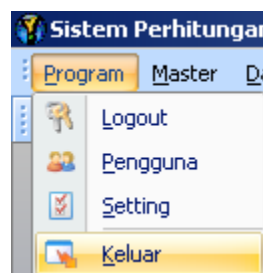 Sistem Perhitungan
Program Master
Logout
Pengguna
Setting
Keluar